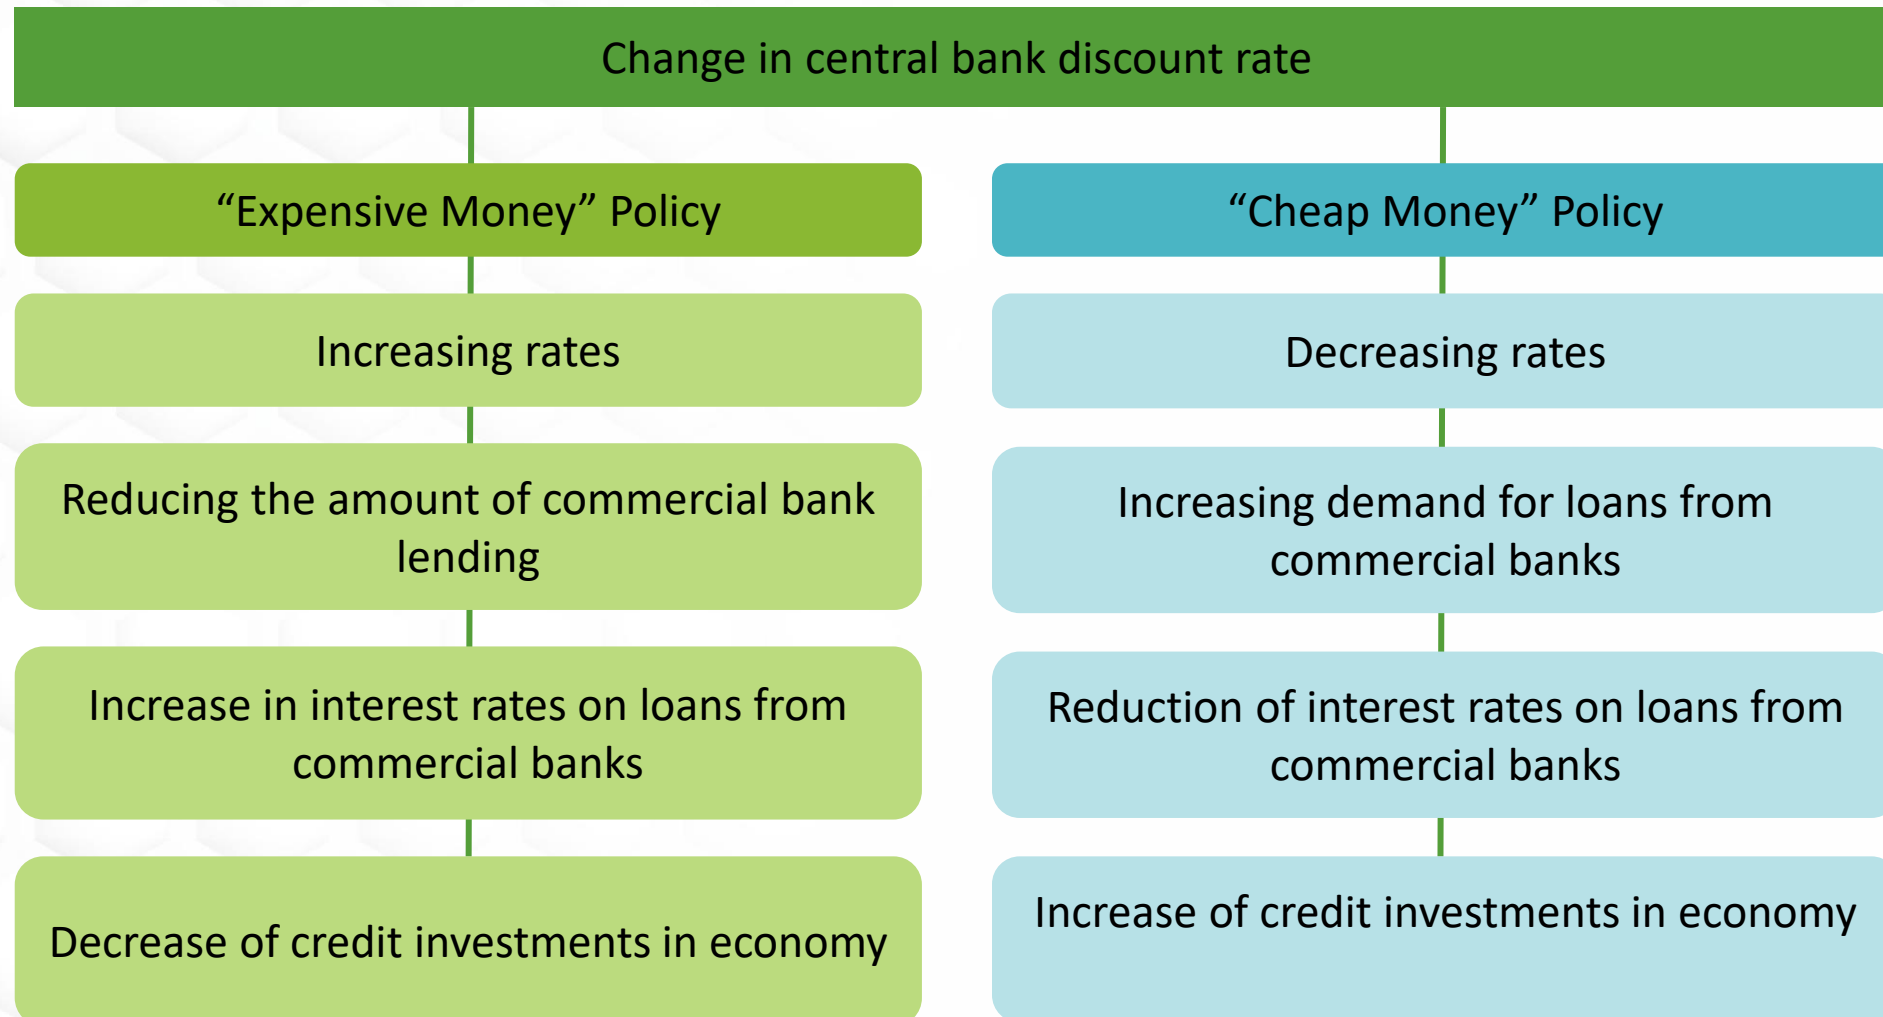 Change in central bank discount rate
“Expensive Money” Policy
Increasing rates
Reducing the amount of commercial bank
lending
Increase in interest rates on loans from
commercial banks
Decrease of credit investments in economy
“Cheap Money” Policy
Decreasing rates
Increasing demand for loans from
commercial banks
Reduction of interest rates on loans from
commercial banks
Increase of credit investments in economy